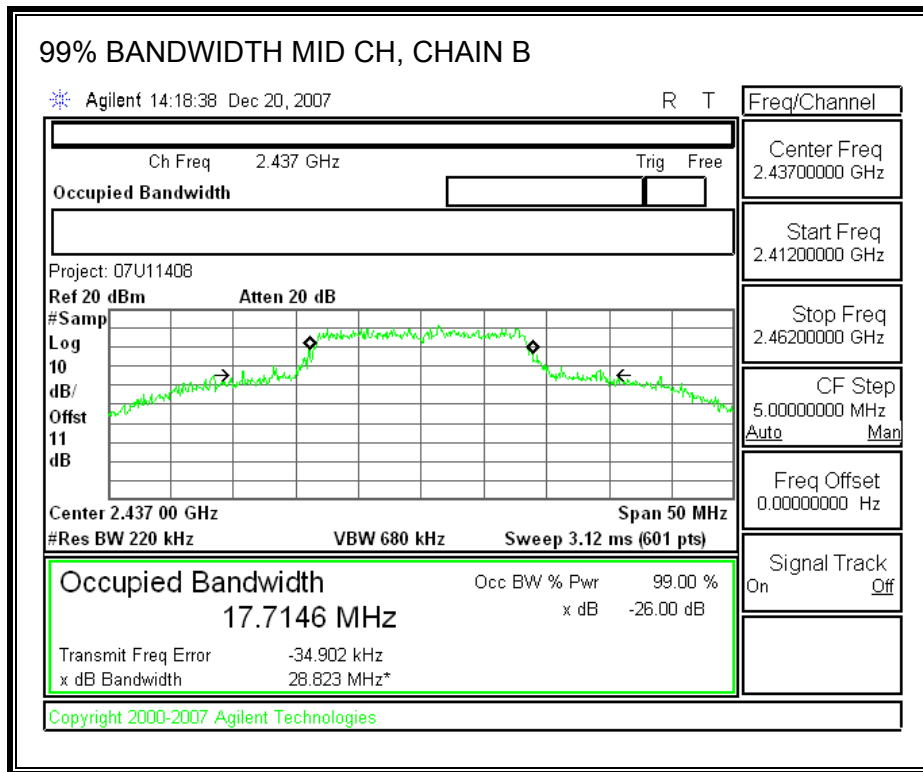 99% BANDWIDTH MID CH, CHAIN B
Agilent 14:18:38 Dec 20, 2007 R T
Freq/Channel
Ch Freq 2.437 GHz Trig Free
Occupied Bandwidth
Center Freq
2.43700000 GHz
Start Freq
2.41200000 GHz
Stop Freq
2.46200000 GHz
CF Step
5.00000000 MHz
Auto Man
Freq Offset
0.00000000 Hz
Signal Track
On Off
Project: 07U11408
Ref 20 dBm Atten 20 dB
#Samp
Log
10
dB/
Offst
11
dB
Center 2.437 00 GHz Span 50 MHz
#Res BW 220 kHz VBW 680 kHz Sweep 3.12 ms (601 pts)
Occupied Bandwidth Occ BW % Pwr 99.00 %
17.7146 MHz x dB -26.00 dB
Transmit Freq Error -34.902 kHz
x dB Bandwidth 28.823 MHz*
Copyright 2000-2007 Agilent Technologies